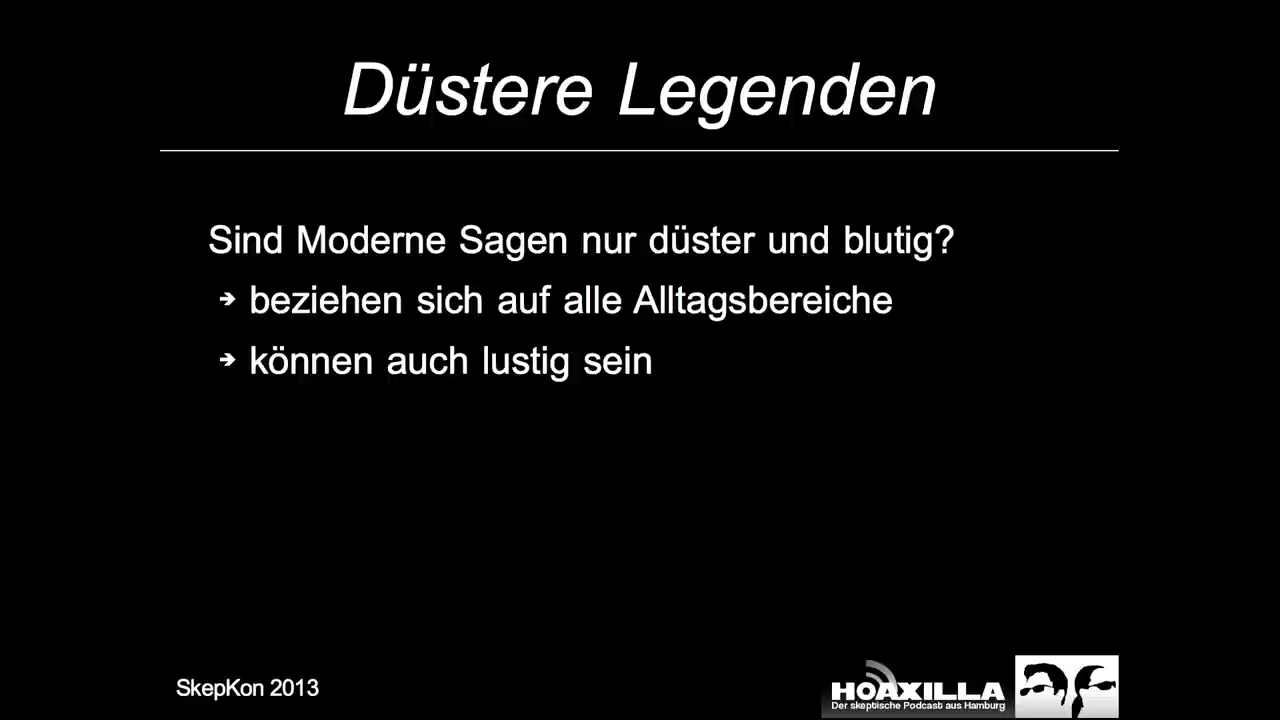 Düstere Legenden
Sind Moderne Sagen nur düster und blutig?
➔ beziehen sich auf alle Alltagsbereiche
➔ können auch lustig sein
SkepKon 2013
HOAXILLA
Der skeptische Podcast aus Hamburg